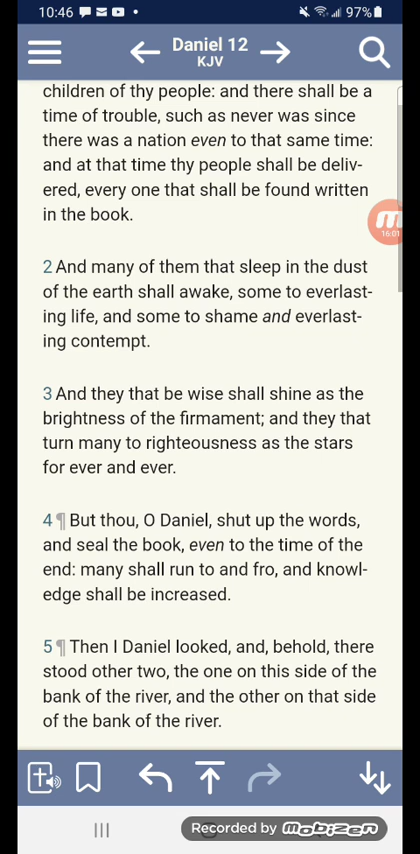 10:46 97%
Daniel 12
KJV
children of thy people: and there shall be a
time of trouble, such as never was since
there was a nation even to that same time:
and at that time thy people shall be deliv-
ered, every one that shall be found written
in the book.
16:01
2 And many of them that sleep in the dust
of the earth shall awake, some to everlast-
ing life, and some to shame and everlast-
ing contempt.
3 And they that be wise shall shine as the
brightness of the firmament; and they that
turn many to righteousness as the stars
for ever and ever.
4 ¶ But thou, O Daniel, shut up the words,
and seal the book, even to the time of the
end: many shall run to and fro, and knowl-
edge shall be increased.
5 ¶ Then I Daniel looked, and, behold, there
stood other two, the one on this side of the
bank of the river, and the other on that side
of the bank of the river.
Recorded by mobizen